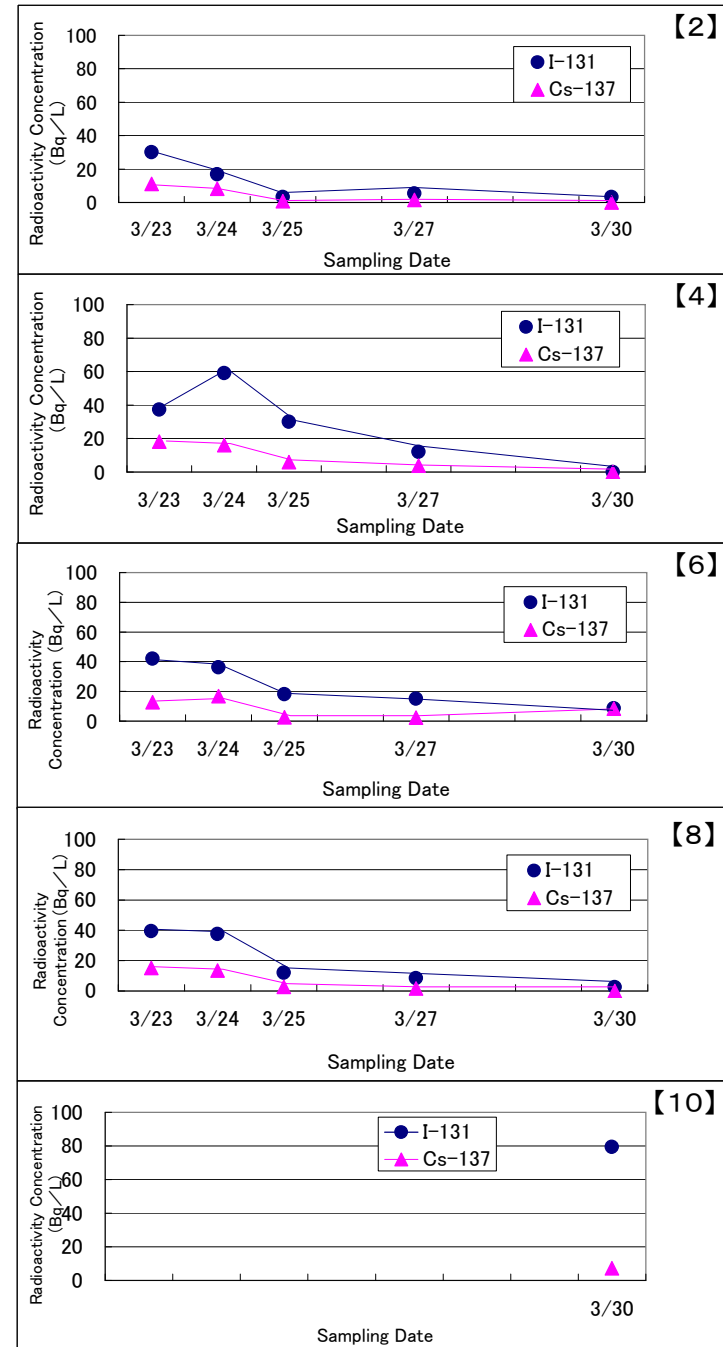 【2】
Radioactivity Concentration
(Bq/L)
100
80
60
40
20
0
I-131
Cs-137
3/23 3/24 3/25 3/27 3/30
Sampling Date
【4】
Radioactivity Concentration
(Bq/L)
100
80
60
40
20
0
I-131
Cs-137
3/23 3/24 3/25 3/27 3/30
Sampling Date
【6】
Radioactivity
Concentration (Bq/L)
100
80
60
40
20
0
I-131
Cs-137
3/23 3/24 3/25 3/27 3/30
Sampling Date
【8】
Radioactivity
Concentration(Bq/L)
100
80
60
40
20
0
I-131
Cs-137
3/23 3/24 3/25 3/27 3/30
Sampling Date
【10】
Radioactivity Concentration
(Bq/L)
100
80
60
40
20
0
I-131
Cs-137
3/30
Sampling Date